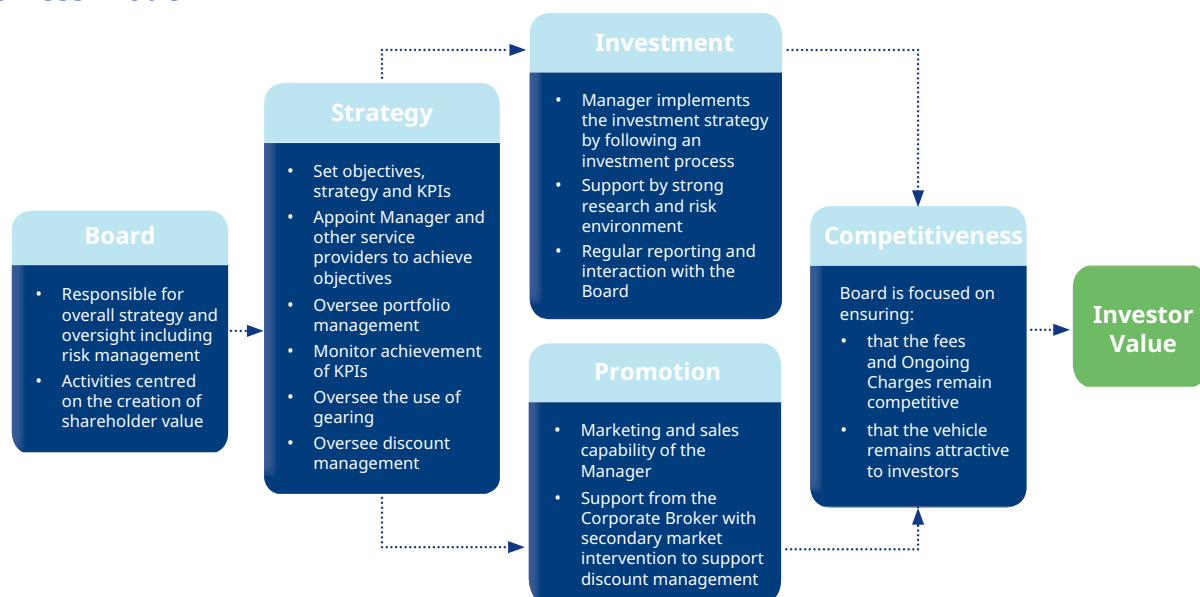 Board
• Responsible for
overall strategy and
oversight including
risk management
• Activities centred
on the creation of
shareholder value
Strategy
• Set objectives,
strategy and KPIs
• Appoint Manager and
other service
providers to achieve
objectives
• Oversee portfolio
management
• Monitor achievement
of KPIs
• Oversee the use of
gearing
• Oversee discount
management
Investment
• Manager implements
the investment strategy
by following an
investment process
• Support by strong
research and risk
environment
• Regular reporting and
interaction with the
Board
Promotion
• Marketing and sales
capability of the
Manager
• Support from the
Corporate Broker with
secondary market
intervention to support
discount management
Competitiveness
Board is focused on
ensuring:
• that the fees
and Ongoing
Charges remain
competitive
• that the vehicle
remains attractive
to investors
Investor
Value